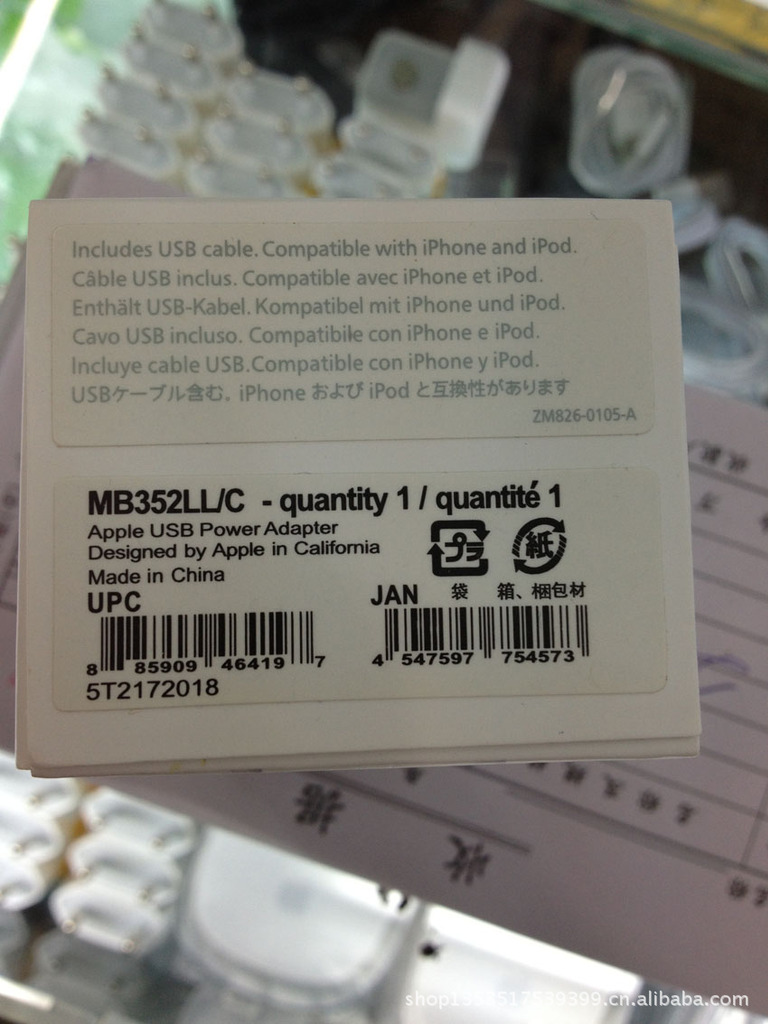 Includes USB cable. Compatible with iPhone and iPod.
Câble USB inclus. Compatible avec iPhone et iPod.
Enthält USB-Kabel. Kompatibel mit iPhone und iPod.
Cavo USB incluso. Compatibile con iPhone e iPod.
Incluye cable USB.Compatible con iPhone y iPod.
USBケーブル含む。iPhone および iPod と互換性があります
ZM826-0105-A
MB352LL/C - quantity 1 / quantité 1
Apple USB Power Adapter
Designed by Apple in California
Made in China
プラ 紙
袋 箱、梱包材
UPC
JAN
8 85909 46419 7
4 547597 754573
5T2172018
收据